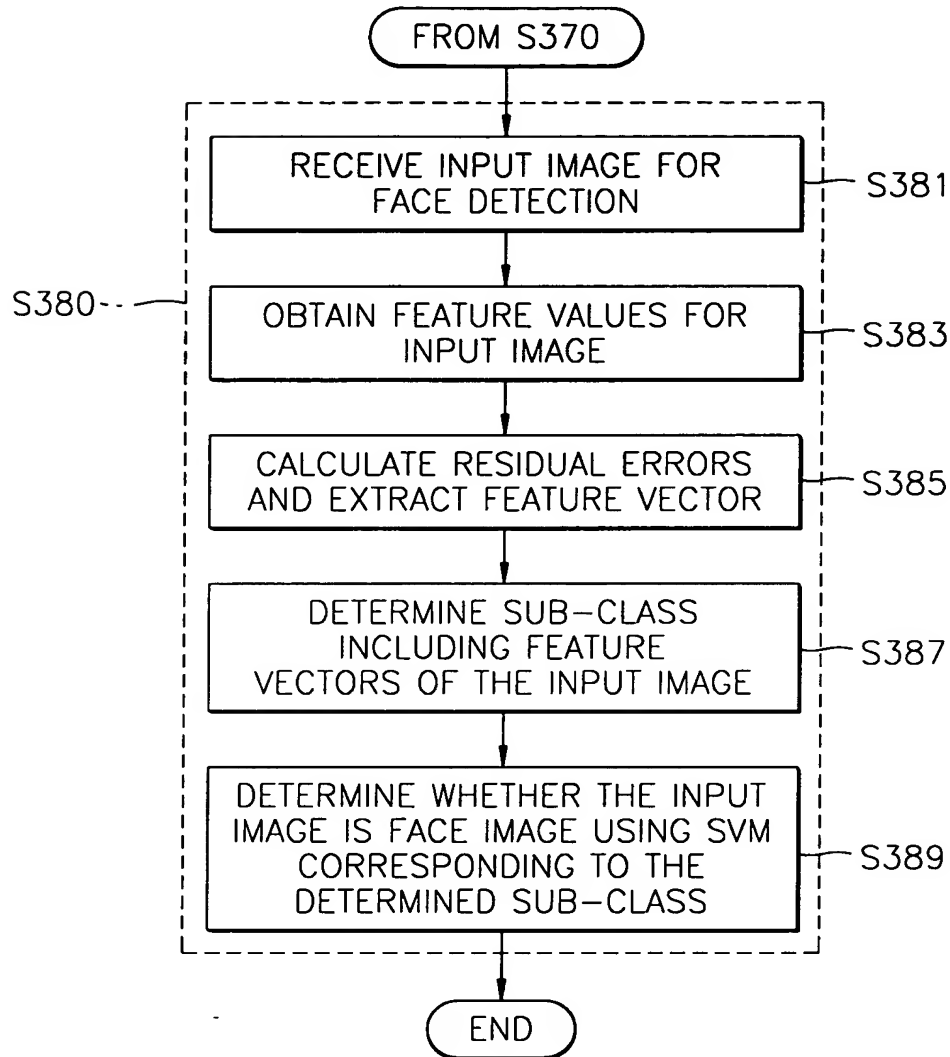 FROM S370
RECEIVE INPUT IMAGE FOR
FACE DETECTION
S381
S380
OBTAIN FEATURE VALUES FOR
INPUT IMAGE
S383
CALCULATE RESIDUAL ERRORS
AND EXTRACT FEATURE VECTOR
S385
DETERMINE SUB-CLASS
INCLUDING FEATURE
VECTORS OF THE INPUT IMAGE
S387
DETERMINE WHETHER THE INPUT
IMAGE IS FACE IMAGE USING SVM
CORRESPONDING TO THE
DETERMINED SUB-CLASS
S389
END